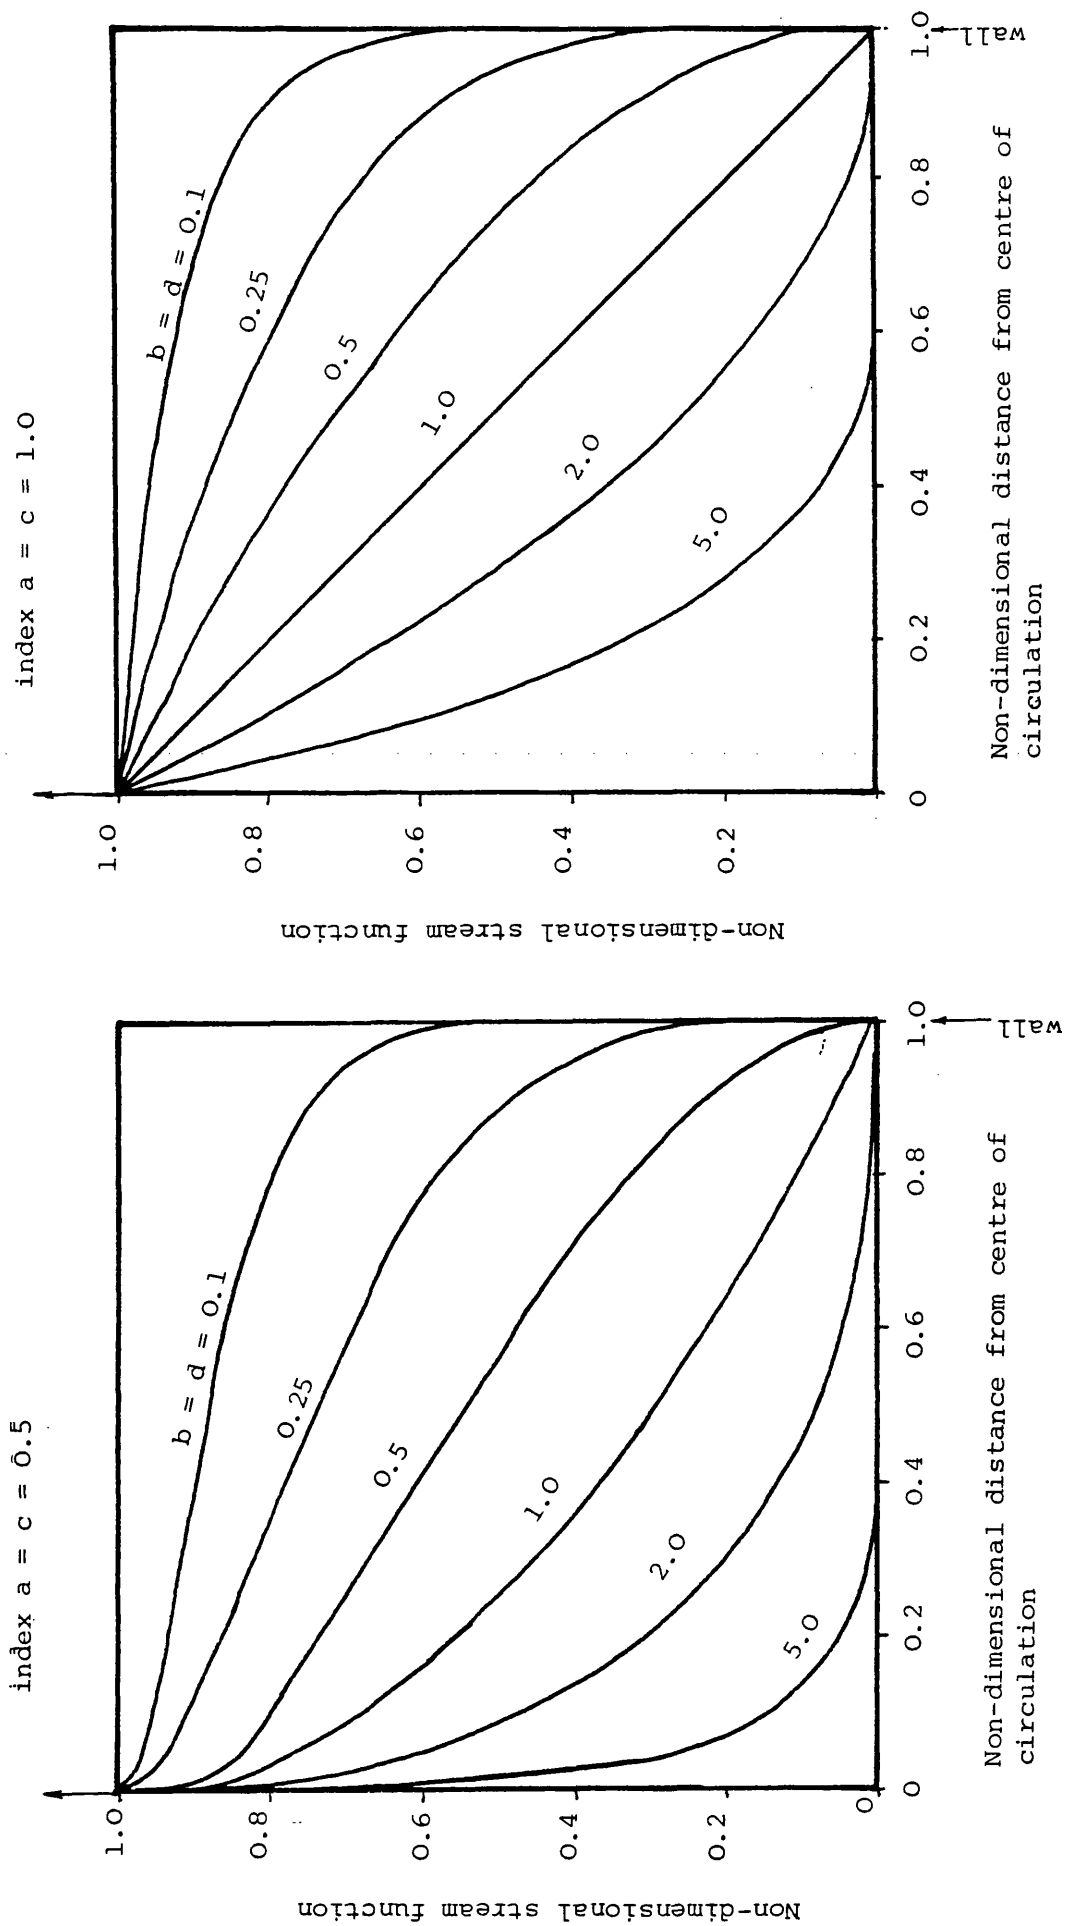 index a = c = 0.5
Non-dimensional stream function
1.0
0.8
0.6
0.4
0.2
0
b = d = 0.1
0.25
0.5
1.0
2.0
5.0
0
0.2
0.4
0.6
0.8
1.0
wall
Non-dimensional distance from centre of
circulation
index a = c = 1.0
Non-dimensional stream function
1.0
0.8
0.6
0.4
0.2
b = d = 0.1
0.25
0.5
1.0
2.0
5.0
0
0.2
0.4
0.6
0.8
1.0
wall
Non-dimensional distance from centre of
circulation